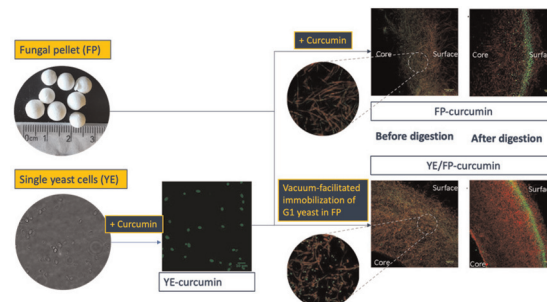 Fungal pellet (FP)
0cm 1 2 3
Single yeast cells (YE)
+ Curcumin
YE-curcumin
+ Curcumin
Vacuum-facilitated
immobilization of
G1 yeast in FP
Core Surface
Surface
Core
FP-curcumin
Before digestion After digestion
YE/FP-curcumin
Surface
Core
Surface
Core